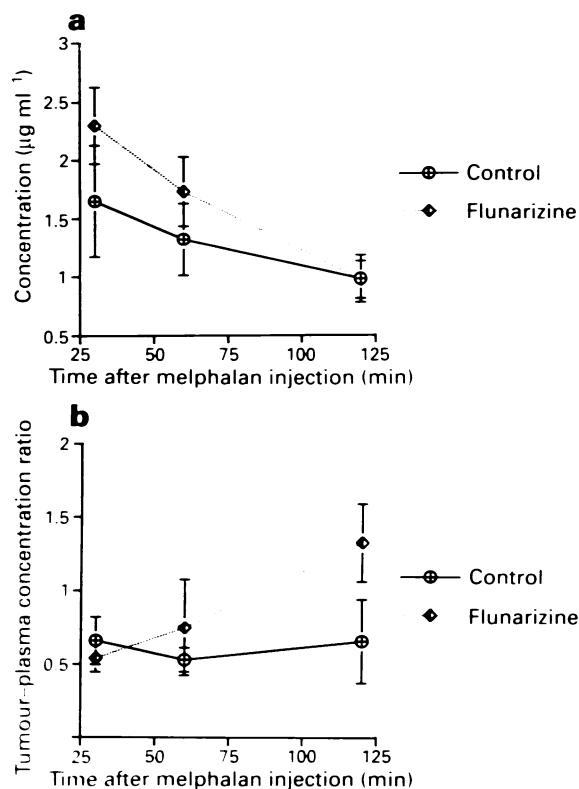 a
3
2.5
2
1.5
1
0.5
Concentration (μg ml 1)
25 50 75 100 125
Time after melphalan injection (min)
Control
Flunarizine
b
2
1.5
1
0 5
Tumour–plasma concentration ratio
25 50 75 100 125
Time after melphalan injection (min)
Control
Flunarizine